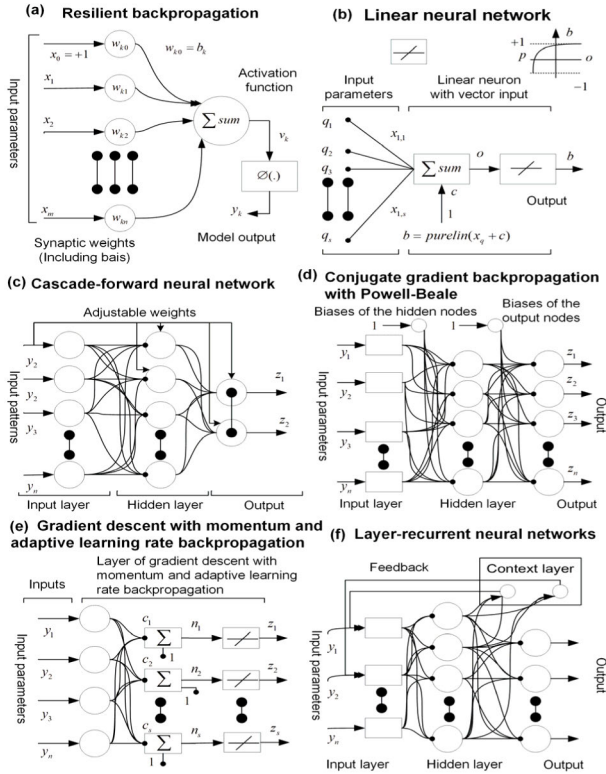 (a) Resilient backpropagation
x0 = +1
wk0
wk0 = bk
x1
wk1
x2
wk2
xm
wkn
Input parameters
∑ sum
Activation
function
vk
∅(.)
yk
Synaptic weights
(Including bais)
Model output
(b) Linear neural network
b
+1
p
o
−1
Input
parameters
Linear neuron
with vector input
q1
q2
q3
qs
x1,1
x1,s
∑ sum
o
b
c
1
Output
b = purelin(xq + c)
(c) Cascade-forward neural network
Adjustable weights
y2
y2
y3
yn
Input patterns
z1
z2
Input layer
Hidden layer
Output
(d) Conjugate gradient backpropagation
with Powell-Beale
Biases of the hidden nodes
Biases of the
output nodes
1
1
y1
y2
y3
yn
Input parameters
z1
z2
z3
zn
Output
Input layer
Hidden layer
Output
(e) Gradient descent with momentum and
adaptive learning rate backpropagation
Layer of gradient descent with
momentum and adaptive learning
rate backpropagation
Inputs
y1
y2
y3
yn
Input parameters
c1
∑
1
n1
z1
c2
∑
1
n2
z2
cs
∑
1
ns
zs
(f) Layer-recurrent neural networks
Feedback
Context layer
y1
y2
yn
Input parameters
Output
Input layer
Hidden layer
Output